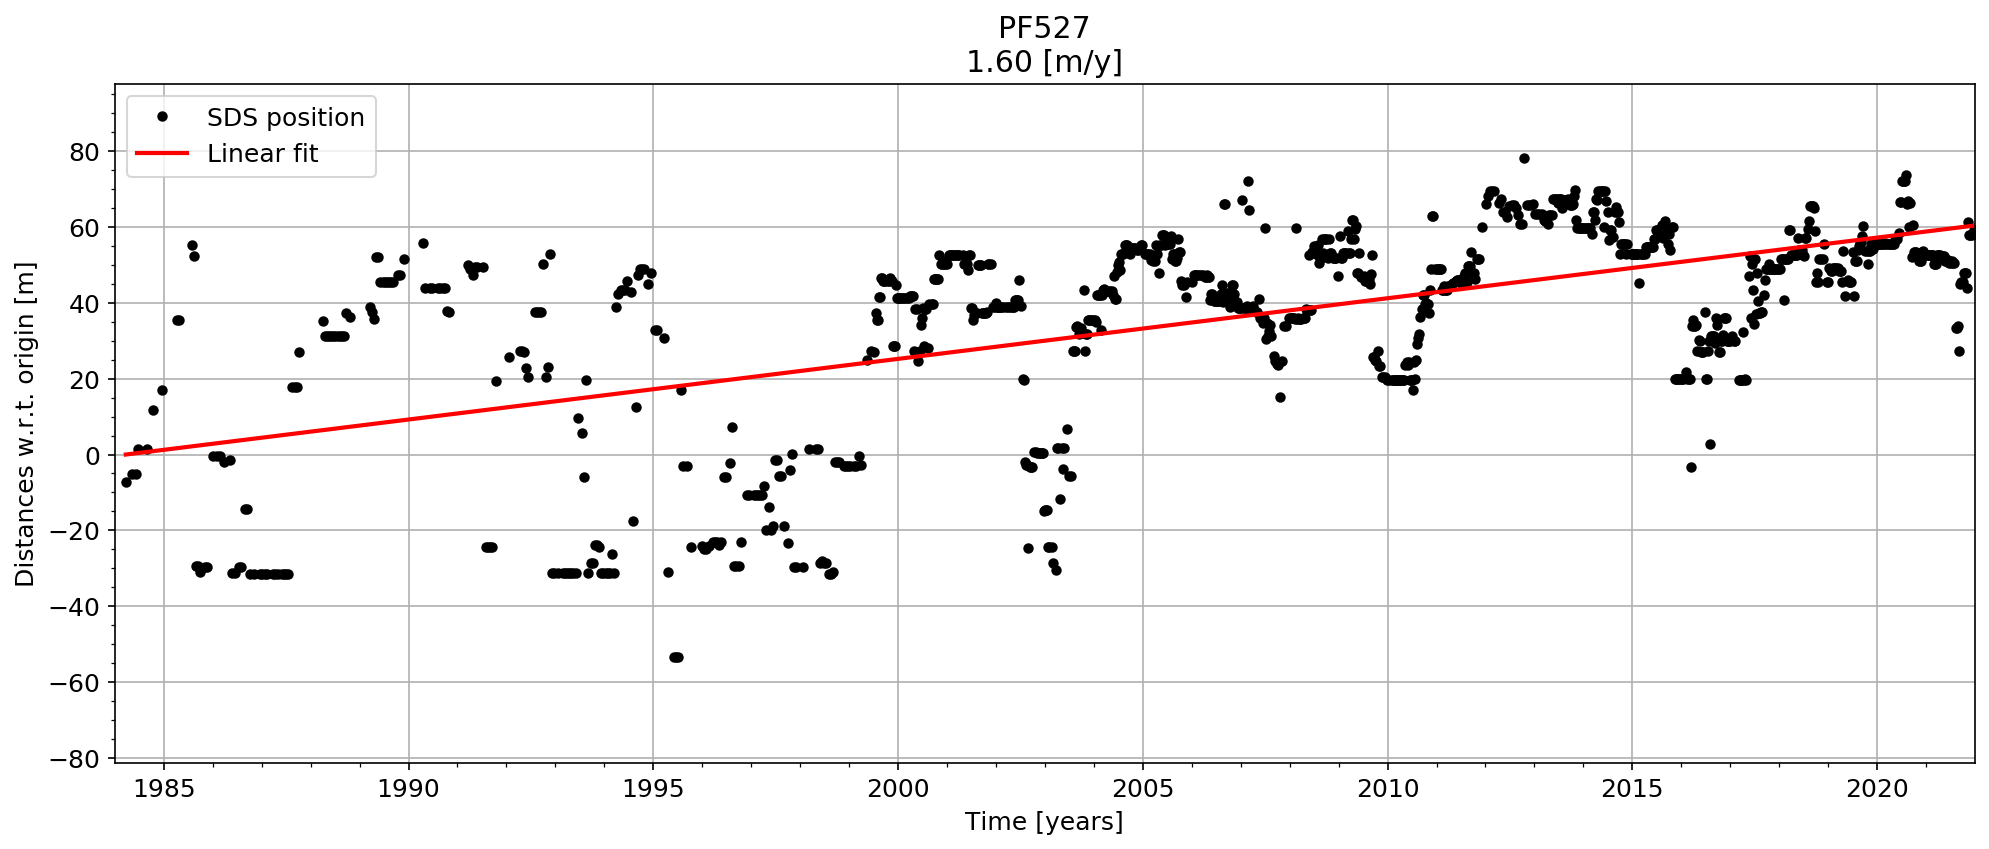 PF527
1.60 [m/y]
SDS position
Linear fit
Distances w.r.t. origin [m]
80
60
40
20
0
−20
−40
−60
−80
1985 1990 1995 2000 2005 2010 2015 2020
Time [years]